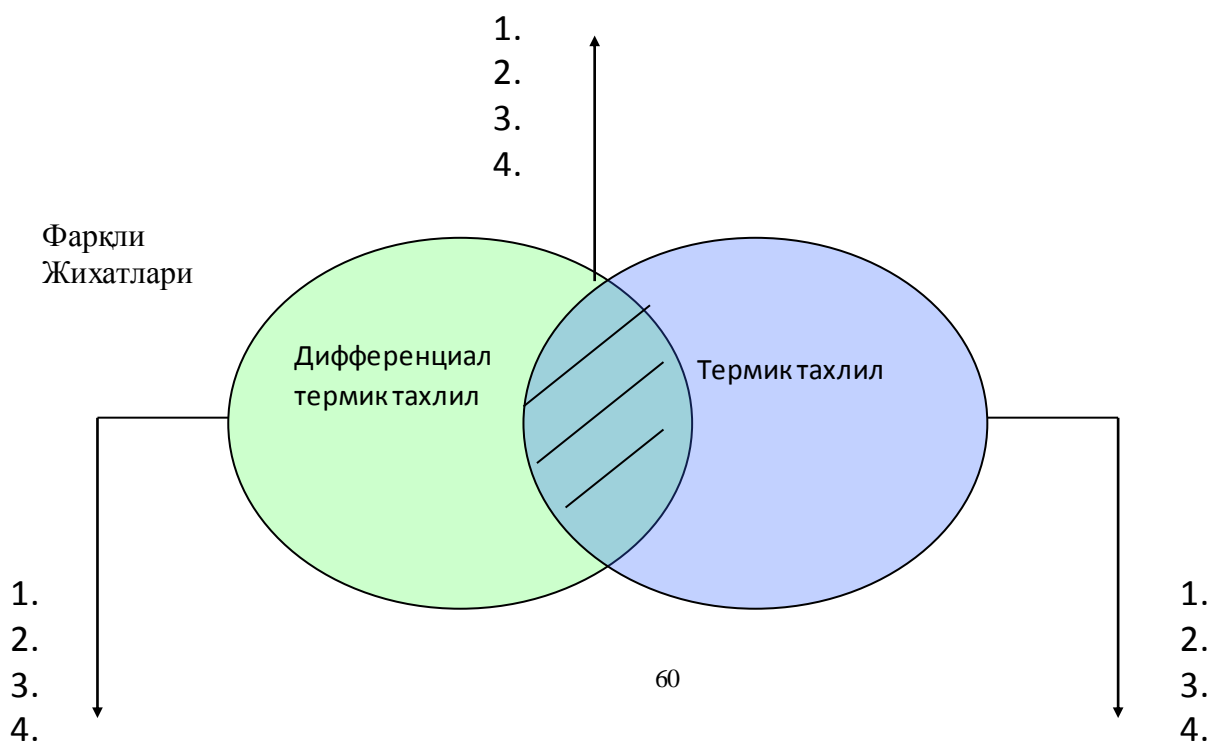 1.
2.
3.
4.
Фарқли
Жихатлари
Дифференциал
термик тахлил
Термик тахлил
1.
2.
3.
4.
60
1.
2.
3.
4.